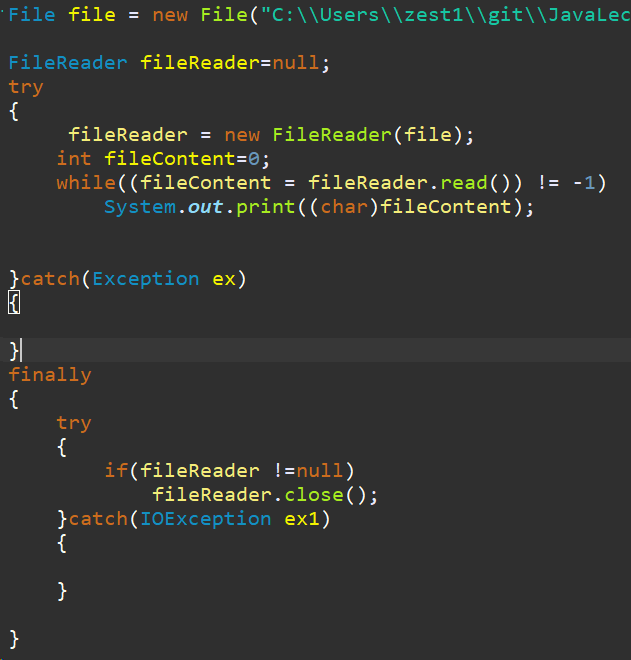 File file = new File("C:\\Users\\zest1\\git\\JavaLec
FileReader fileReader=null;
try
{
fileReader = new FileReader(file);
int fileContent=0;
while((fileContent = fileReader.read()) != -1)
System.out.print((char)fileContent);
}catch(Exception ex)
{
}
finally
{
try
{
if(fileReader !=null)
fileReader.close();
}catch(IOException ex1)
{
}
}